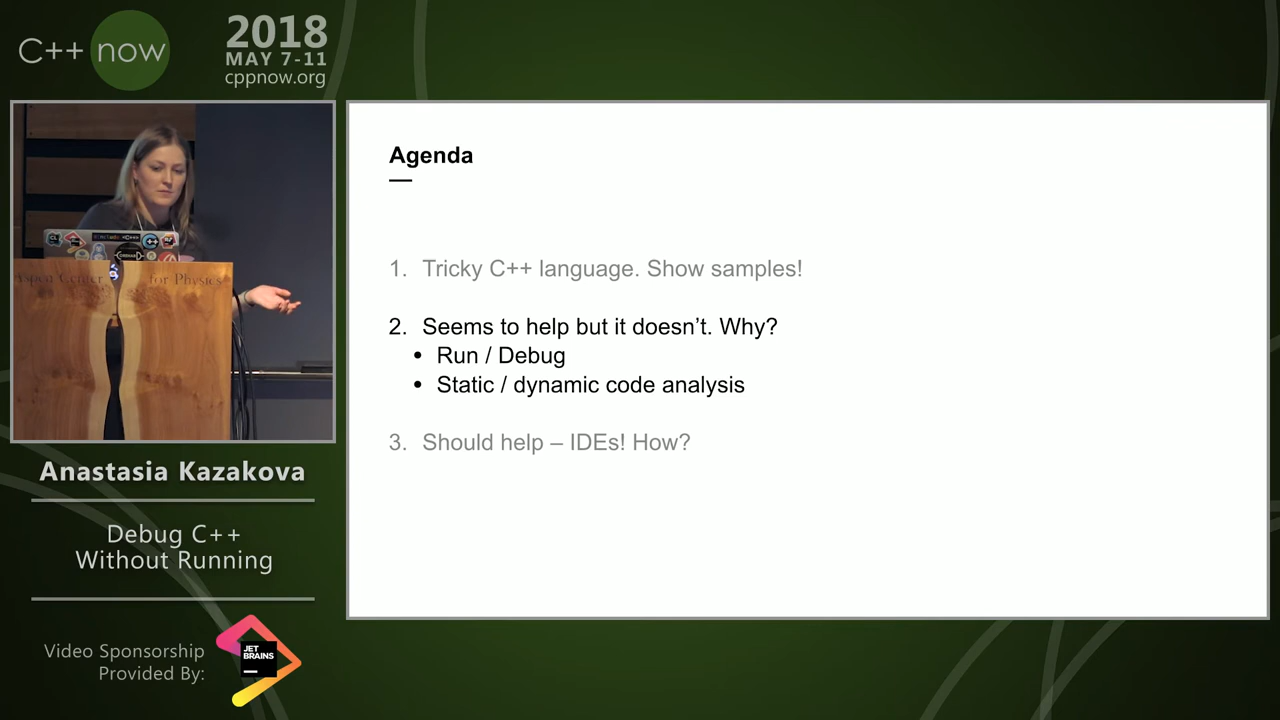 C++ now
2018
MAY 7-11
cppnow.org
Aspen Center for Physics
Anastasia Kazakova
Debug C++
Without Running
Video Sponsorship
Provided By:
JET
BRAINS
Agenda
1. Tricky C++ language. Show samples!
2. Seems to help but it doesn’t. Why?
• Run / Debug
• Static / dynamic code analysis
3. Should help – IDEs! How?